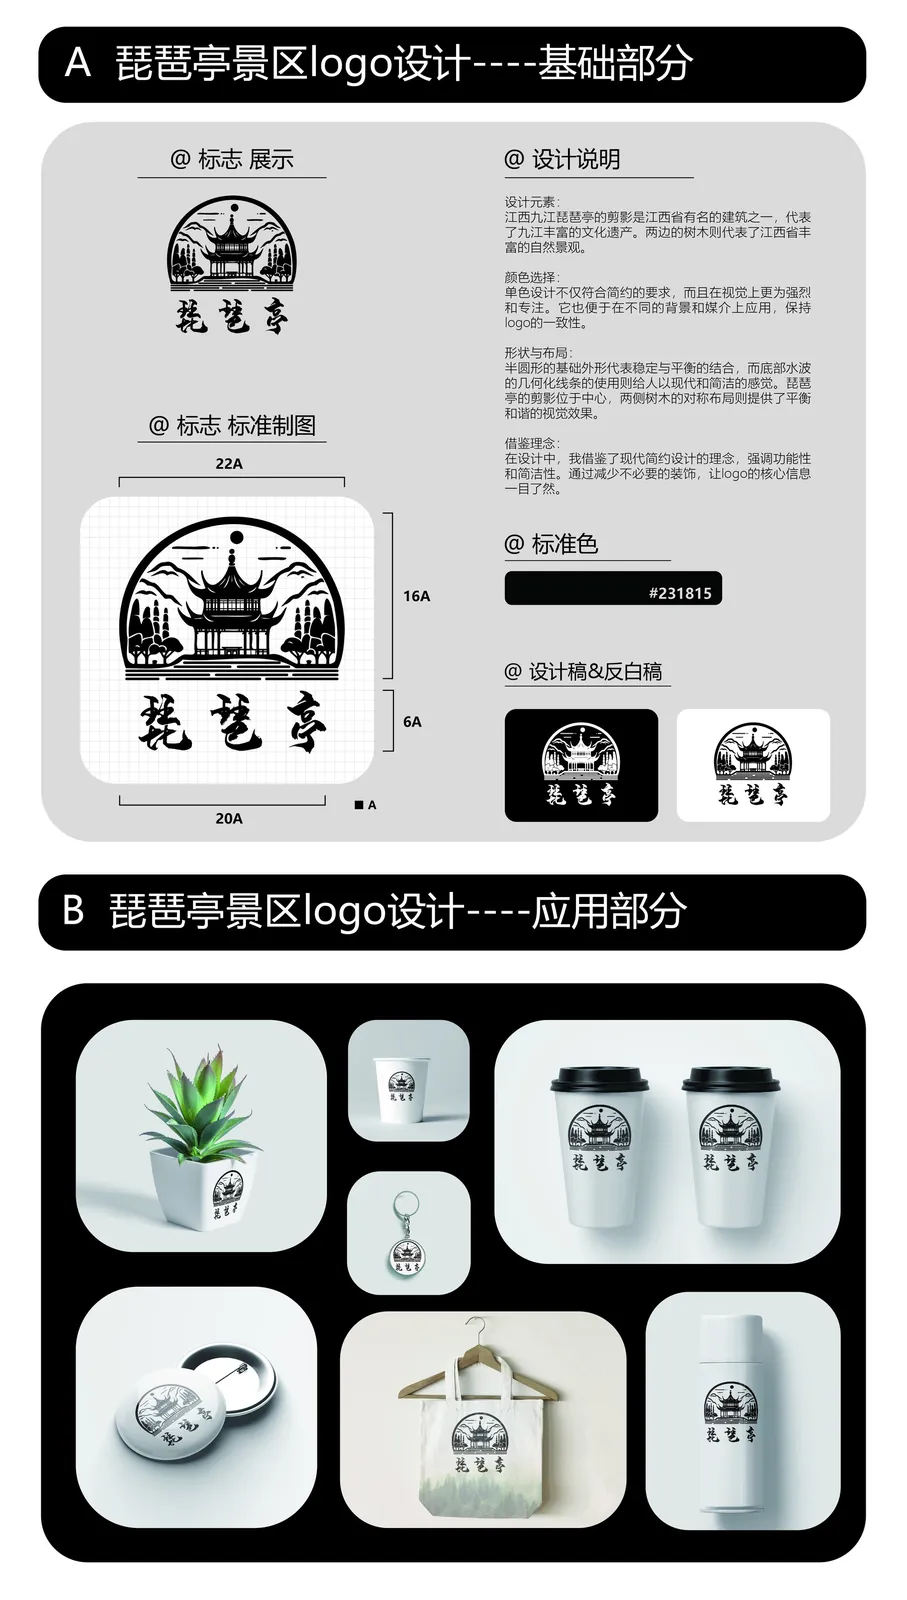 A 琵琶亭景区logo设计----基础部分
@ 标志 展示
琵琶亭
@ 标志 标准制图
22A
16A
琵琶亭
6A
20A
A
@ 设计说明
设计元素：
江西九江琵琶亭的剪影是江西省有名的建筑之一，代表
了九江丰富的文化遗产。两边的树木则代表了江西省丰
富的自然景观。
颜色选择：
单色设计不仅符合简约的要求，而且在视觉上更为强烈
和专注。它也便于在不同的背景和媒介上应用，保持
logo的一致性。
形状与布局：
半圆形的基础外形代表稳定与平衡的结合，而底部水波
的几何化线条的使用则给人以现代和简洁的感觉。琵琶
亭的剪影位于中心，两侧树木的对称布局则提供了平衡
和谐的视觉效果。
借鉴理念：
在设计中，我借鉴了现代简约设计的理念，强调功能性
和简洁性。通过减少不必要的装饰，让logo的核心信息
一目了然。
@ 标准色
#231815
@ 设计稿&反白稿
琵琶亭
琵琶亭
B 琵琶亭景区logo设计----应用部分
琵琶亭
琵琶亭
琵琶亭
琵琶亭
琵琶亭
琵琶亭
琵琶亭
琵琶亭